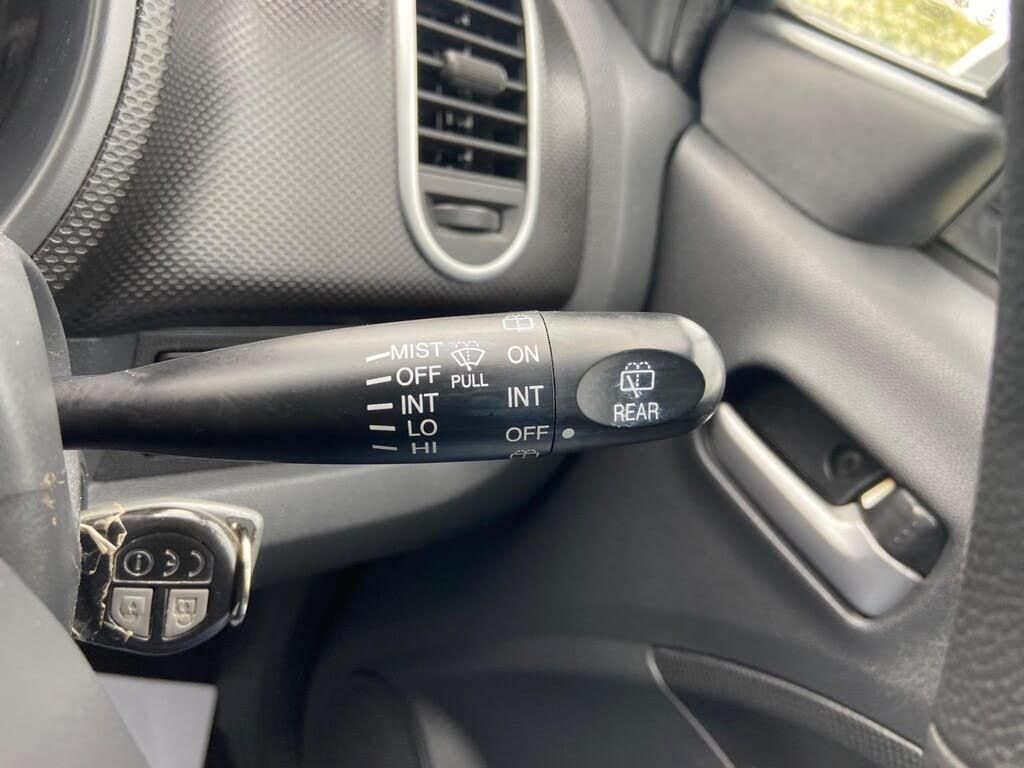 MIST
OFF
INT
LO
HI
PULL
ON
INT
OFF
REAR